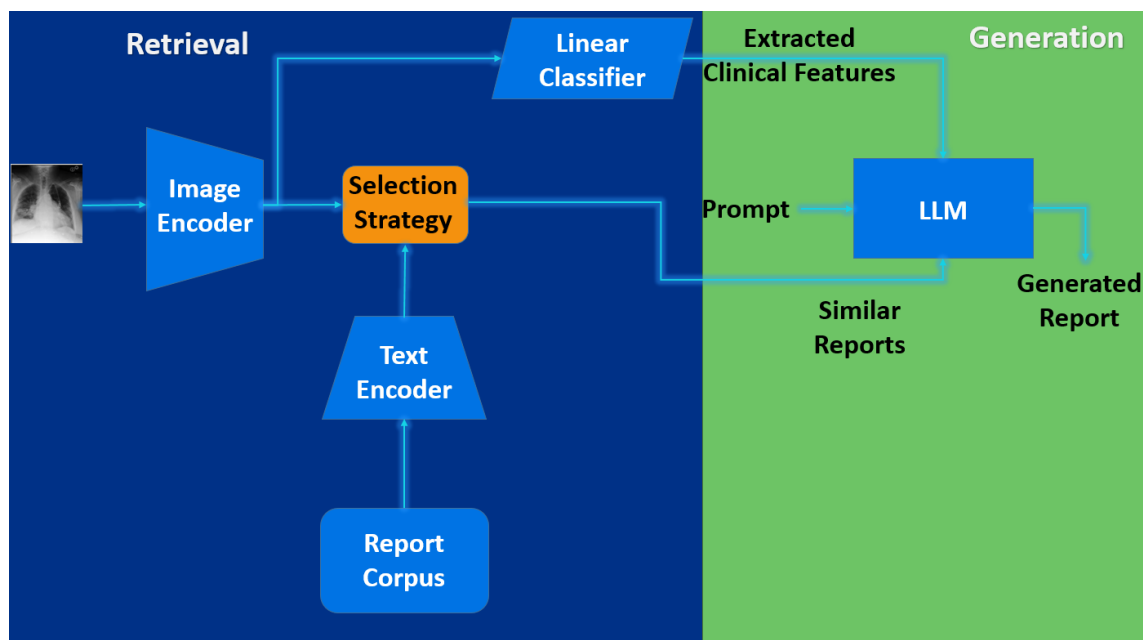 Retrieval
Generation
Linear
Classifier
Extracted
Clinical Features
Image
Encoder
Selection
Strategy
Prompt
LLM
Generated
Report
Similar
Reports
Text
Encoder
Report
Corpus